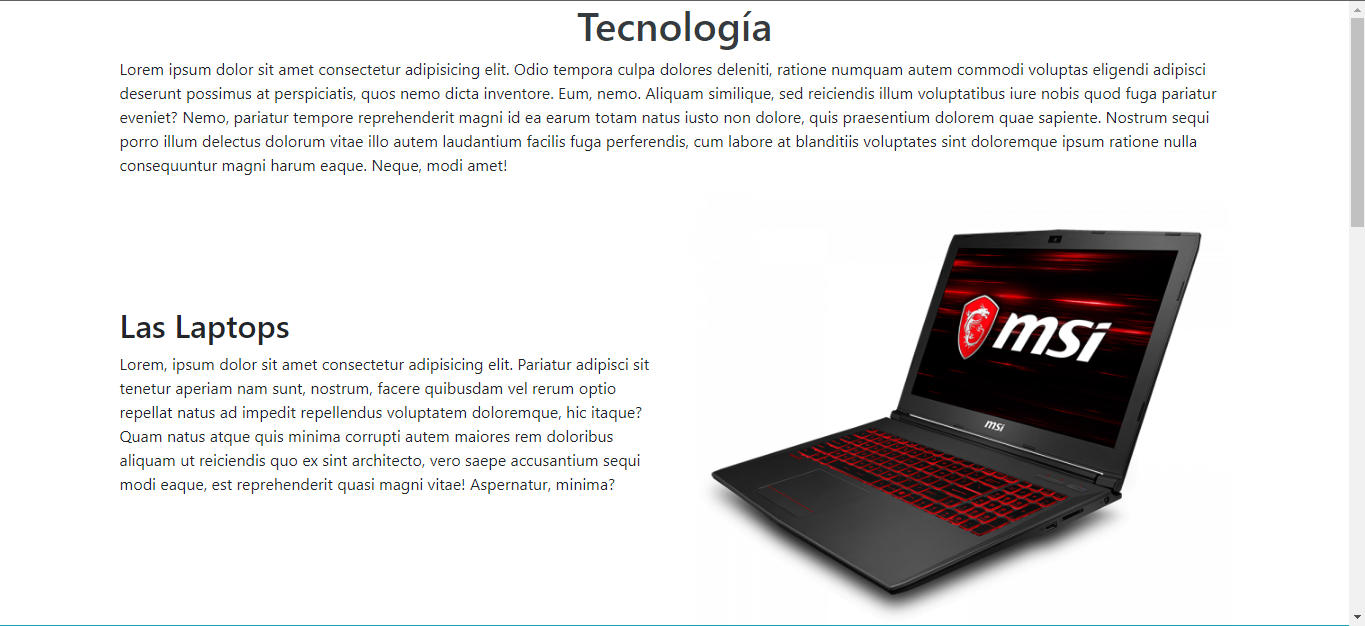 Tecnología
Lorem ipsum dolor sit amet consectetur adipisicing elit. Odio tempora culpa dolores deleniti, ratione numquam autem commodi voluptas eligendi adipisci
deserunt possimus at perspiciatis, quos nemo dicta inventore. Eum, nemo. Aliquam similique, sed reiciendis illum voluptatibus iure nobis quod fuga pariatur
eveniet? Nemo, pariatur tempore reprehenderit magni id ea earum totam natus iusto non dolore, quis praesentium dolorem quae sapiente. Nostrum sequi
porro illum delectus dolorum vitae illo autem laudantium facilis fuga perferendis, cum labore at blanditiis voluptates sint doloremque ipsum ratione nulla
consequuntur magni harum eaque. Neque, modi amet!
Las Laptops
Lorem, ipsum dolor sit amet consectetur adipisicing elit. Pariatur adipisci sit
tenetur aperiam nam sunt, nostrum, facere quibusdam vel rerum optio
repellat natus ad impedit repellendus voluptatem doloremque, hic itaque?
Quam natus atque quis minima corrupti autem maiores rem doloribus
aliquam ut reiciendis quo ex sint architecto, vero saepe accusantium sequi
modi eaque, est reprehenderit quasi magni vitae! Aspernatur, minima?
msi
msi